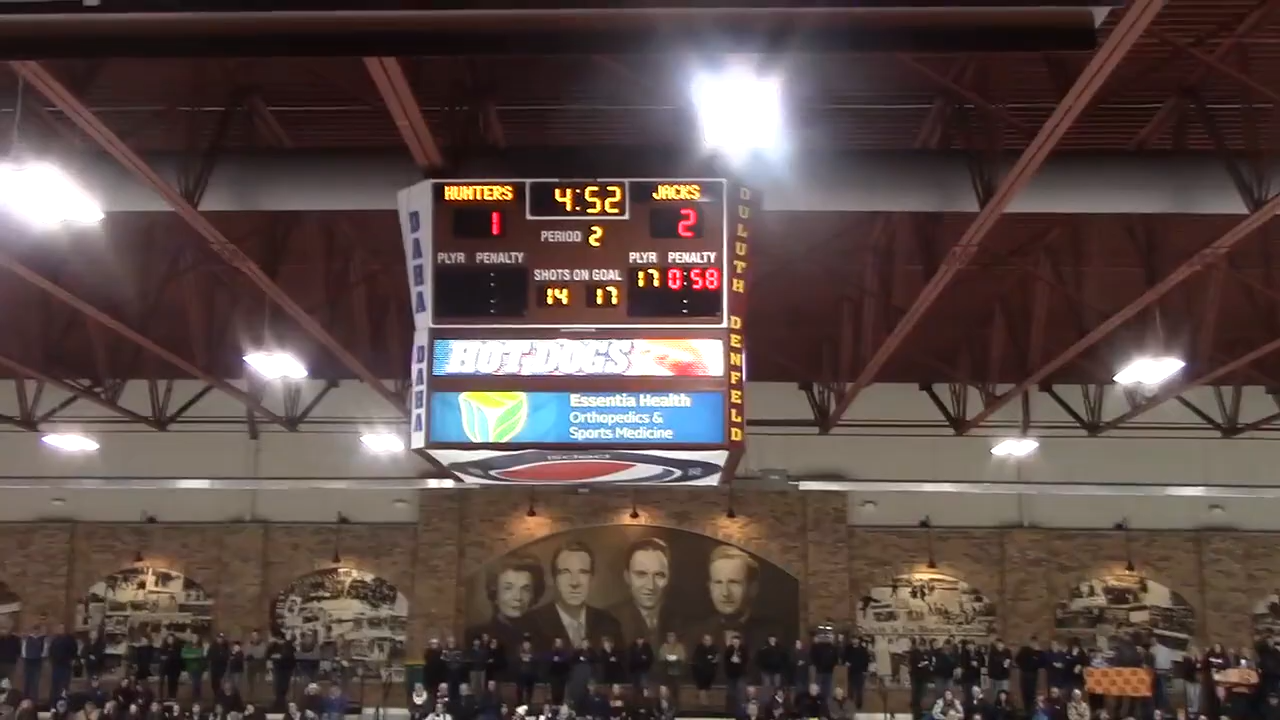 HUNTERS 4:52 JACKS
1 2
PERIOD 2
PLYR PENALTY PLYR PENALTY
SHOTS ON GOAL 17 0:58
14 17
HOT DOGS
Essentia Health
Orthopedics &
Sports Medicine
DAHA
DAHA
DULUTH DENFELD